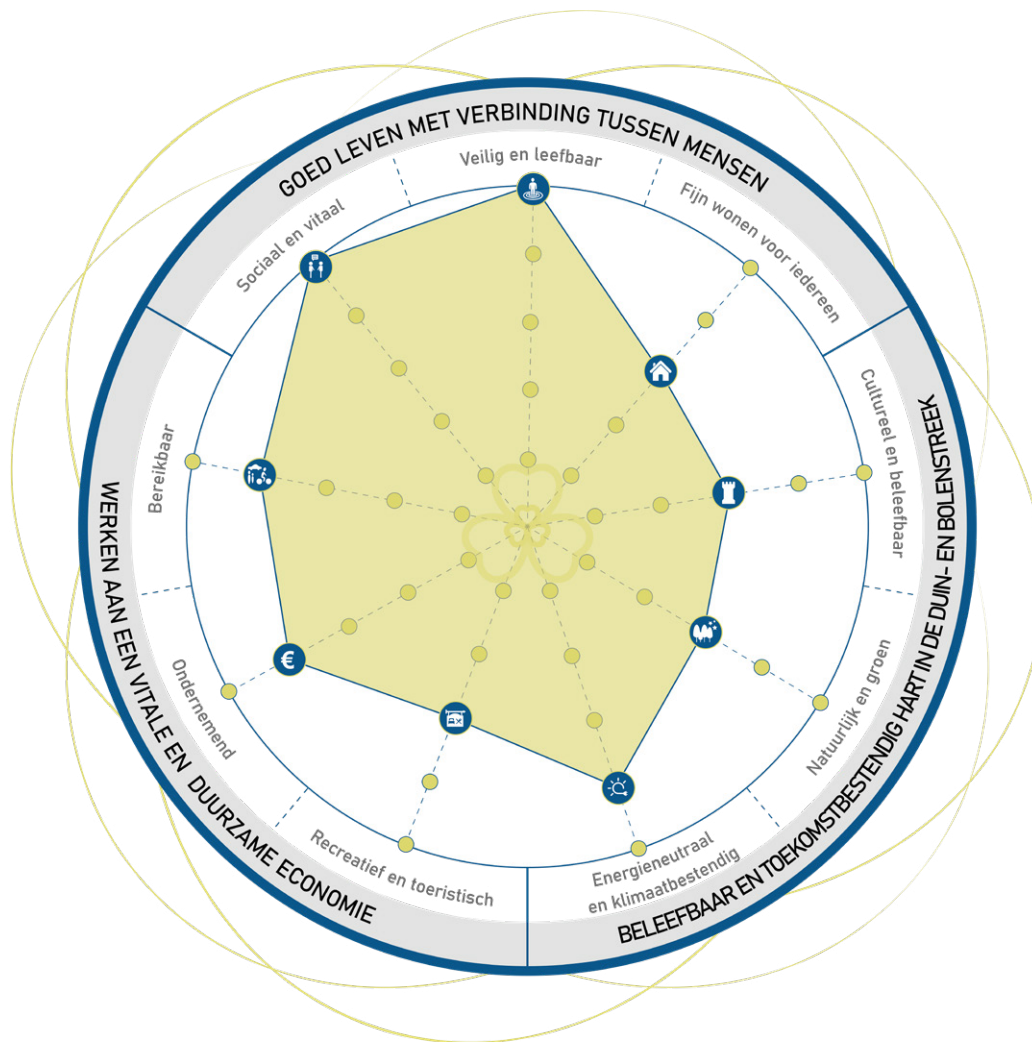 GOED LEVEN MET VERBINDING TUSSEN MENSEN
Sociaal en vitaal
Veilig en leefbaar
Fijn wonen voor iedereen
BELEEFBAAR EN TOEKOMSTBESTENDIG HART IN DE DUIN- EN BOLENSTREEK
Cultureel en beleefbaar
Natuurlijk en groen
Energieneutraal
en klimaatbestendig
WERKEN AAN EEN VITALE EN DUURZAME ECONOMIE
Recreatief en toeristisch
Ondernemend
Bereikbaar
€